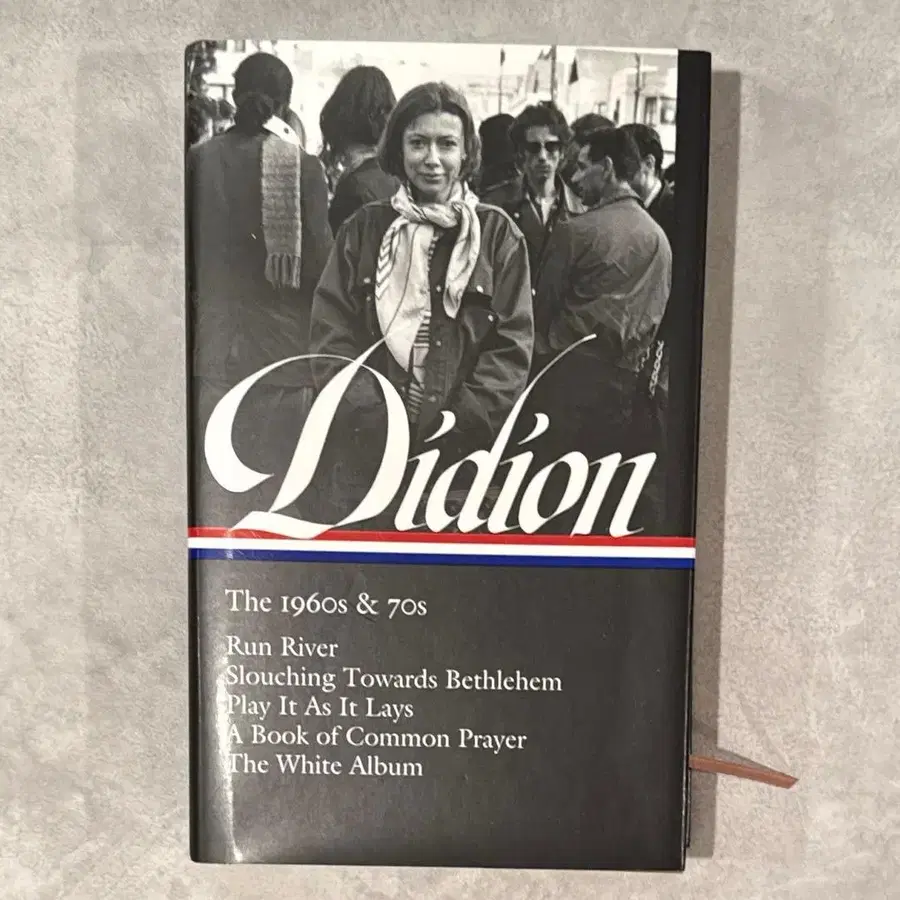 Didion
The 1960s & 70s
Run River
Slouching Towards Bethlehem
Play It As It Lays
A Book of Common Prayer
The White Album